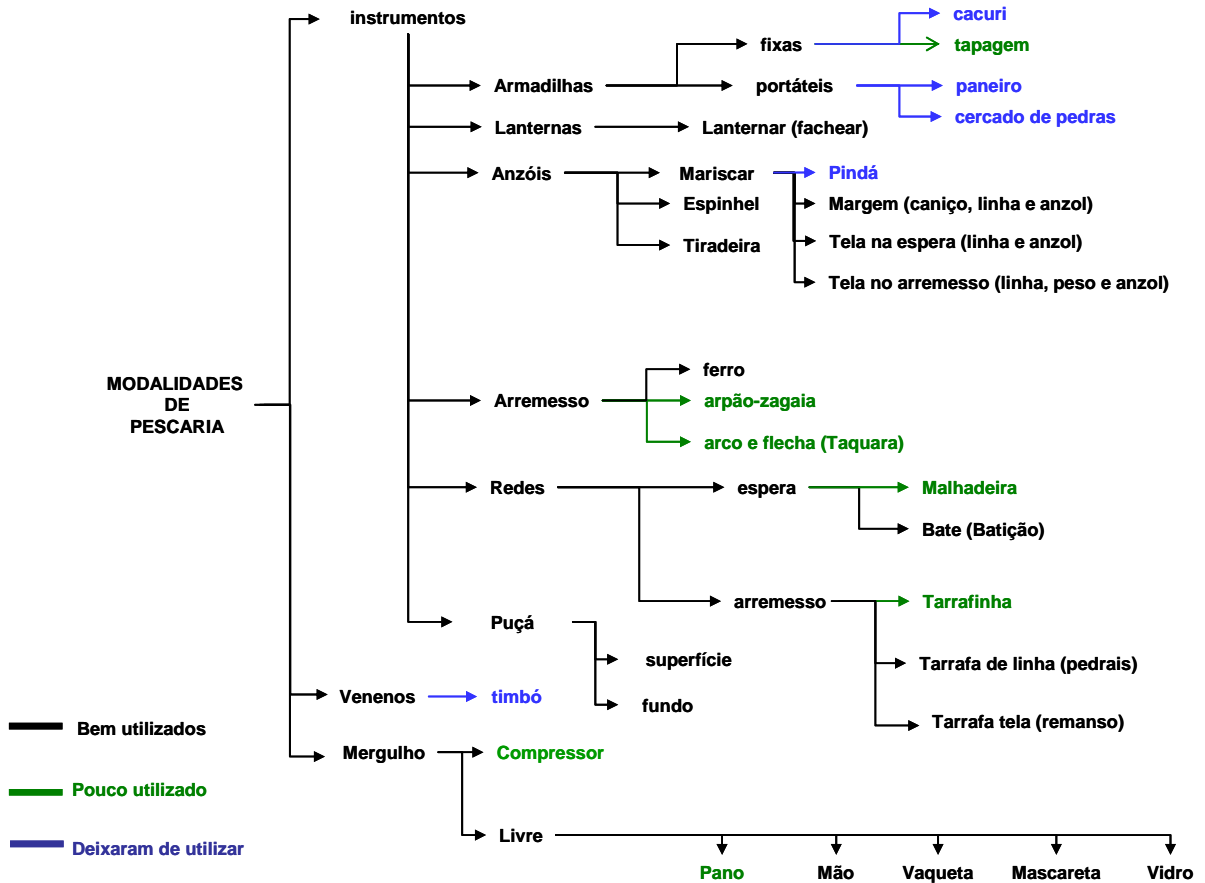 instrumentos
cacuri
fixas
tapagem
Armadilhas
portáteis
paneiro
cercado de pedras
Lanternas
Lanternar (fachear)
Anzóis
Mariscar
Pindá
Espinhel
Margem (caniço, linha e anzol)
Tiradeira
Tela na espera (linha e anzol)
Tela no arremesso (linha, peso e anzol)
MODALIDADES
DE
PESCARIA
ferro
Arremesso
arpão-zagaia
arco e flecha (Taquara)
Redes
espera
Malhadeira
Bate (Batição)
arremesso
Tarrafinha
Puçá
superfície
Tarrafa de linha (pedrais)
fundo
Tarrafa tela (remanso)
Venenos
timbó
Mergulho
Compressor
Livre
Pano
Mão
Vaqueta
Mascareta
Vidro
Bem utilizados
Pouco utilizado
Deixaram de utilizar